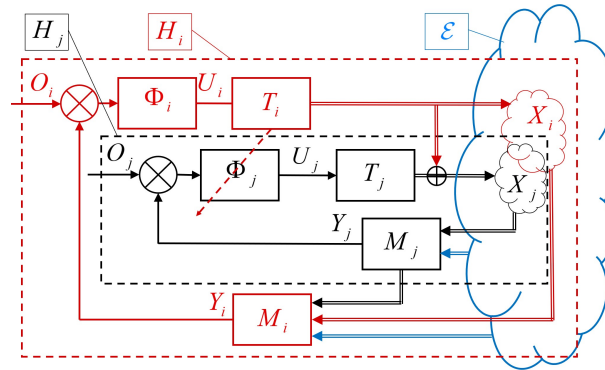 H_j
H_i
ℰ
O_i
Φ_i
U_i
T_i
X_i
O_j
Φ_j
U_j
T_j
X_j
Y_j
M_j
Y_i
M_i